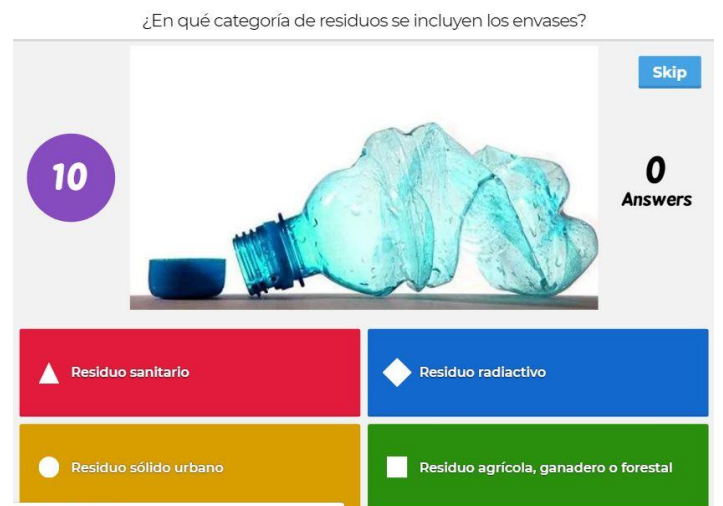 ¿En qué categoría de residuos se incluyen los envases?
Skip
10
0
Answers
Residuo sanitario
Residuo radiactivo
Residuo sólido urbano
Residuo agrícola, ganadero o forestal